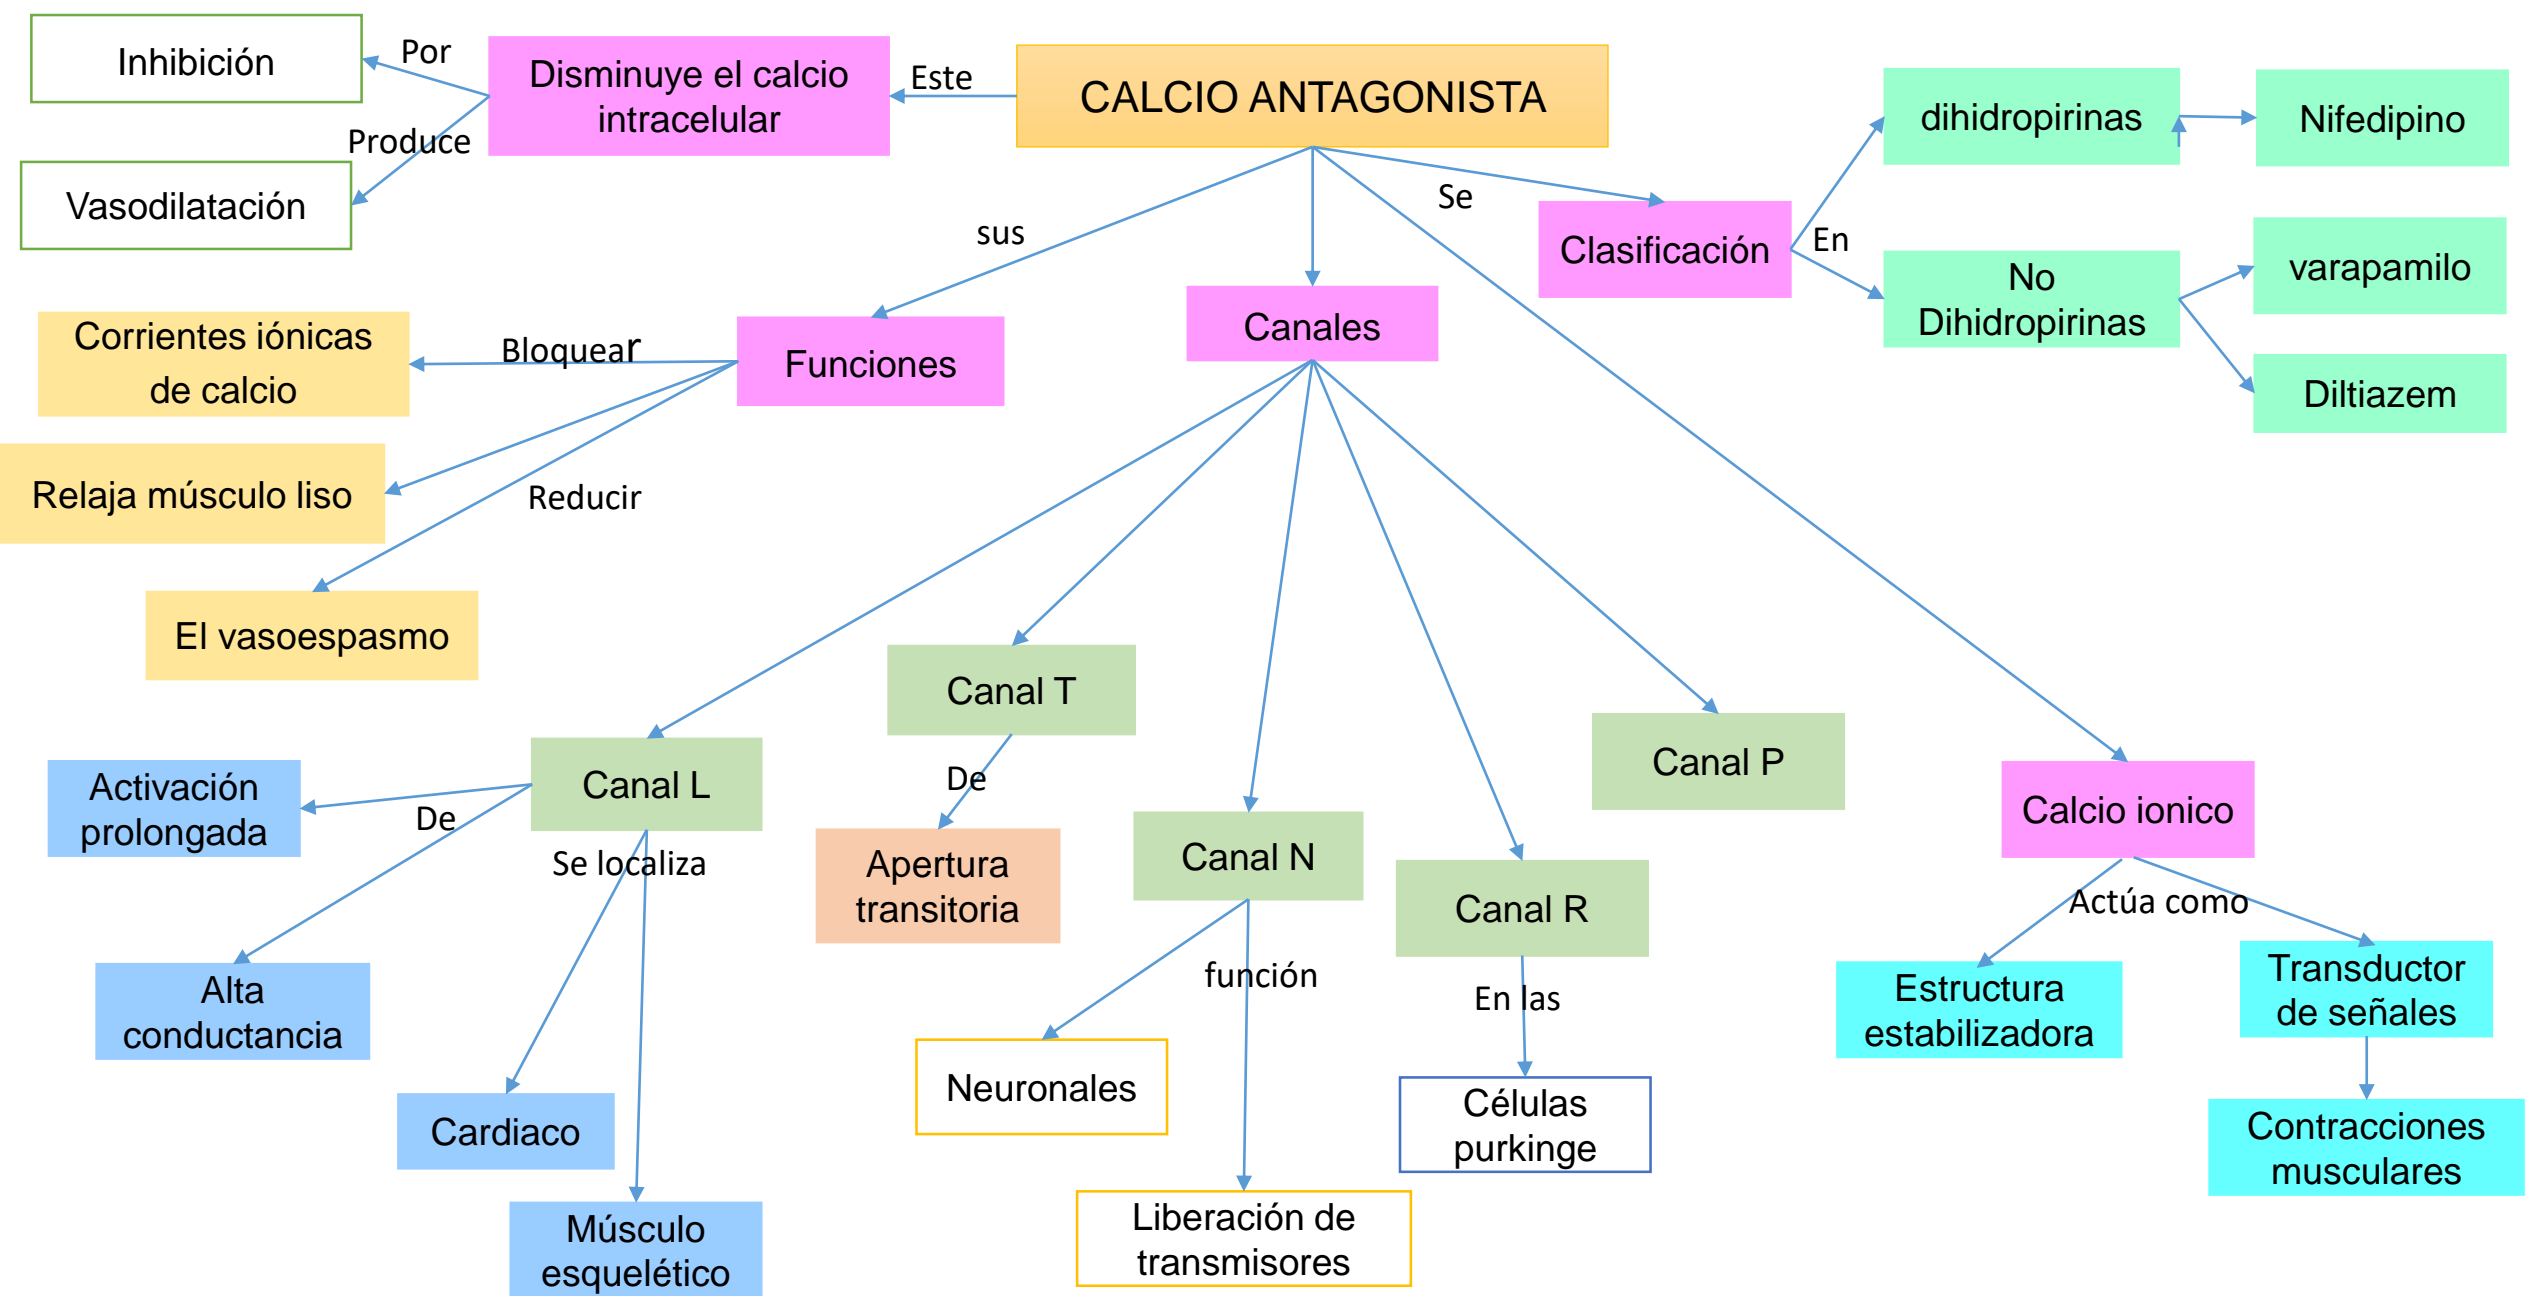 Inhibición
Por
Disminuye el calcio
intracelular
Este
CALCIO ANTAGONISTA
dihidropirinas
Nifedipino
Produce
Vasodilatación
sus
Se
Clasificación
En
No
Dihidropirinas
varapamilo
Diltiazem
Corrientes iónicas
de calcio
Bloquear
Funciones
Canales
Relaja músculo liso
Reducir
El vasoespasmo
Canal T
Canal L
Canal P
Calcio ionico
Activación
prolongada
De
Se localiza
De
Apertura
transitoria
Canal N
Canal R
Actúa como
Alta
conductancia
función
En las
Estructura
estabilizadora
Transductor
de señales
Cardiaco
Neuronales
Células
purkinge
Contracciones
musculares
Músculo
esquelético
Liberación de
transmisores